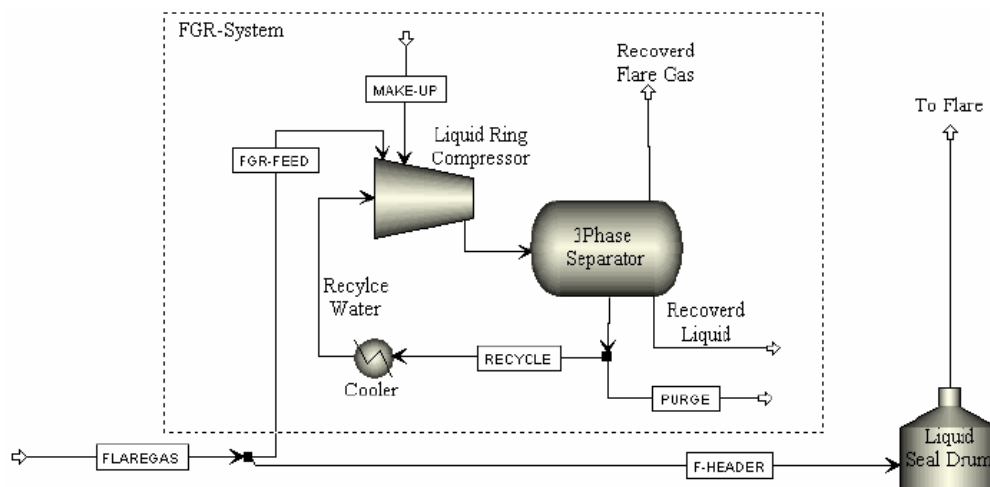 FGR-System
Recoverd
Flare Gas
To Flare
MAKE-UP
Liquid Ring
Compressor
FGR-FEED
3Phase
Separator
Recylce
Water
Recoverd
Liquid
RECYCLE
Cooler
PURGE
FLAREGAS
F-HEADER
Liquid
Seal Drum